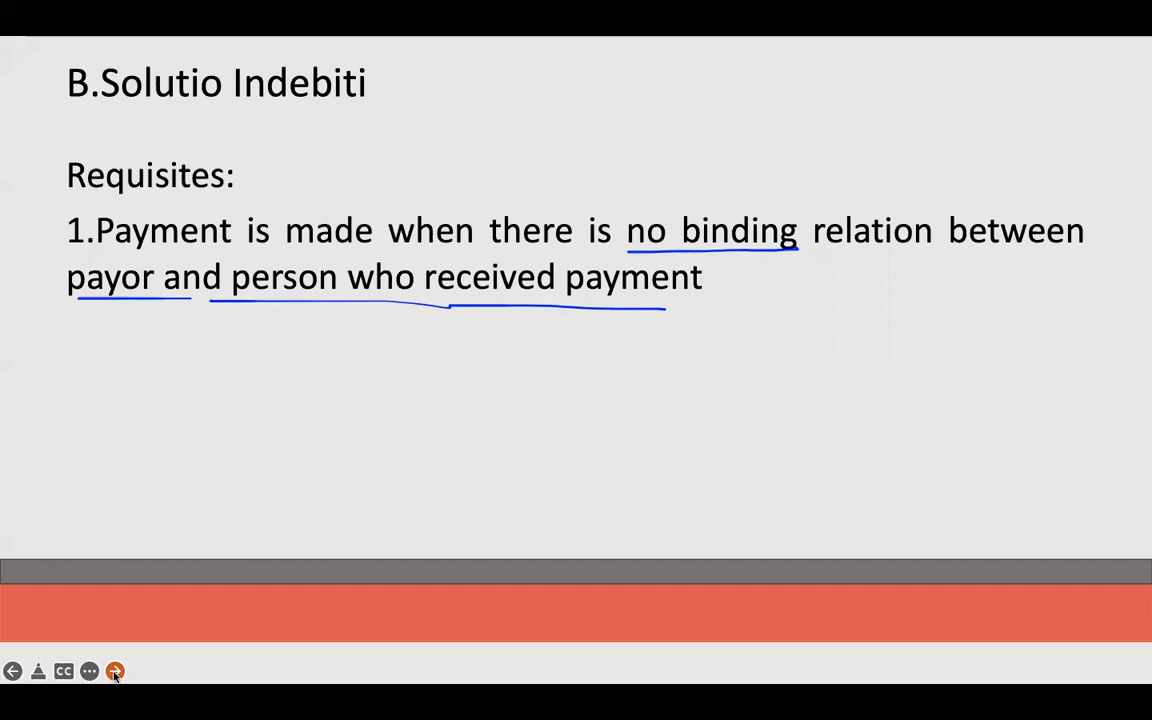 B.Solutio Indebiti
Requisites:
1.Payment is made when there is no binding relation between
payor and person who received payment
CC